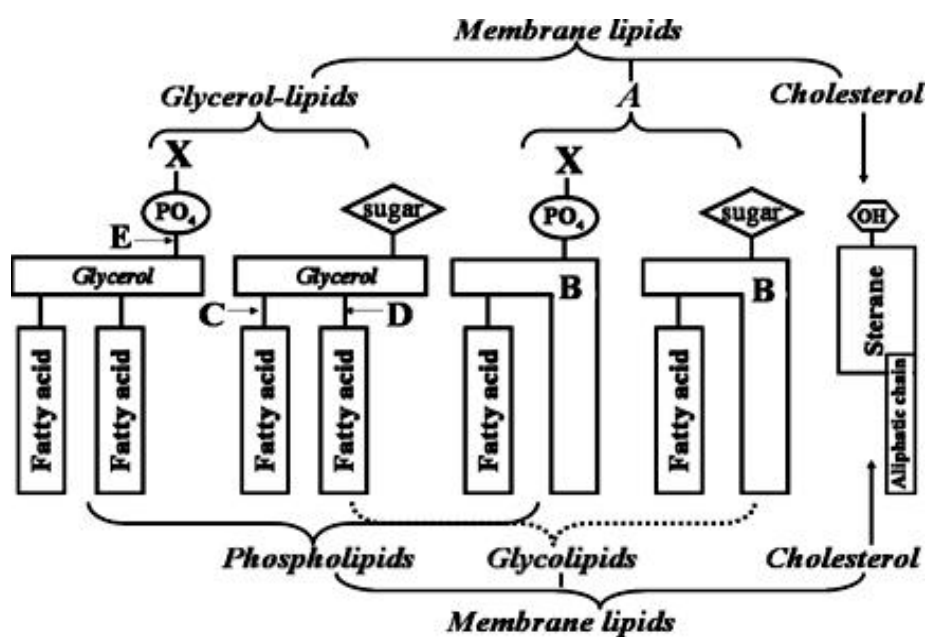 Membrane lipids
Glycerol-lipids A Cholesterol
X X
PO4 sugar PO4 sugar OH
E
Glycerol Glycerol B B
C D
Fatty acid Fatty acid Fatty acid Fatty acid Fatty acid Fatty acid Sterane
Aliphatic chain
Phospholipids Glycolipids Cholesterol
Membrane lipids